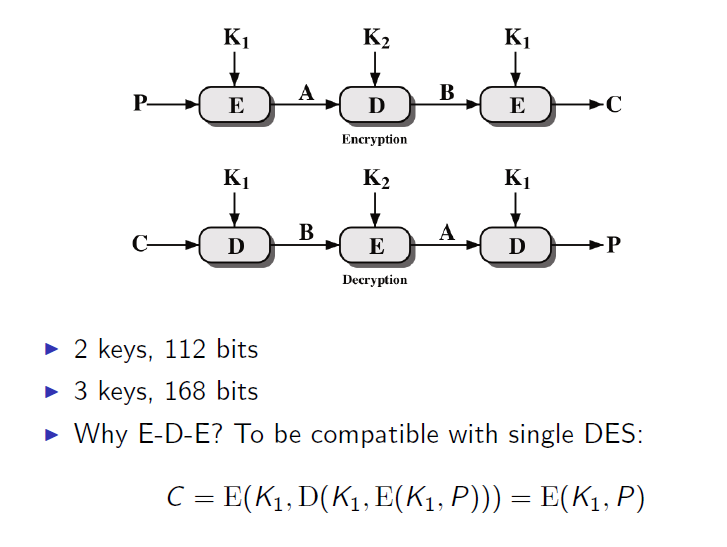 K₁ K₂ K₁
P E A D B E C
Encryption
K₁ K₂ K₁
C D B E A D P
Decryption
▶ 2 keys, 112 bits
▶ 3 keys, 168 bits
▶ Why E-D-E? To be compatible with single DES:
C = E(K₁, D(K₁, E(K₁, P))) = E(K₁, P)